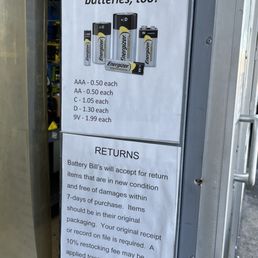 batteries, too!
Energizer
Energizer
AAA - 0.50 each
AA - 0.50 each
C - 1.05 each
D - 1.30 each
9V - 1.99 each
RETURNS
Battery Bill's will accept for return
items that are in new condition
and free of damages within
7-days of purchase. Items
should be in their original
packaging. Your original receipt
or record on file is required. A
10% restocking fee may be
applied